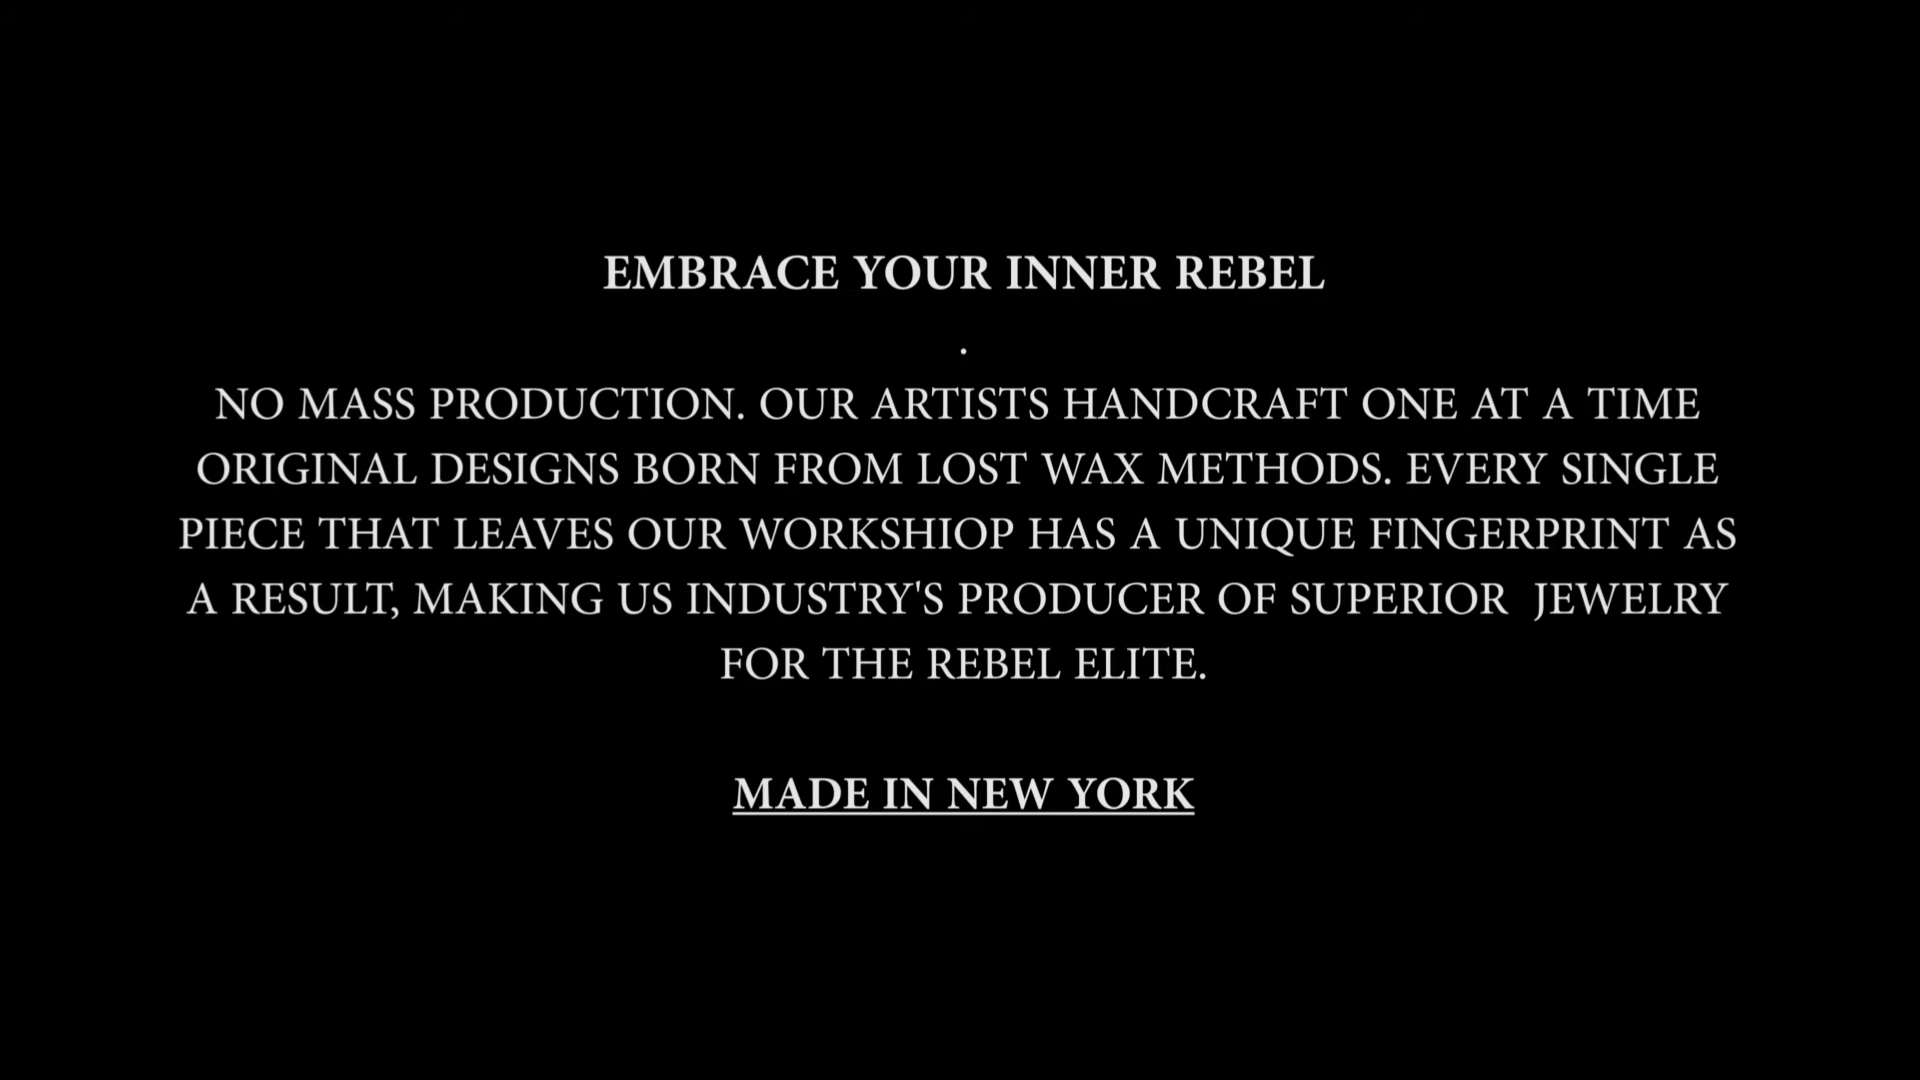 EMBRACE YOUR INNER REBEL
.
NO MASS PRODUCTION. OUR ARTISTS HANDCRAFT ONE AT A TIME
ORIGINAL DESIGNS BORN FROM LOST WAX METHODS. EVERY SINGLE
PIECE THAT LEAVES OUR WORKSHIOP HAS A UNIQUE FINGERPRINT AS
A RESULT, MAKING US INDUSTRY'S PRODUCER OF SUPERIOR  JEWELRY
FOR THE REBEL ELITE.
MADE IN NEW YORK